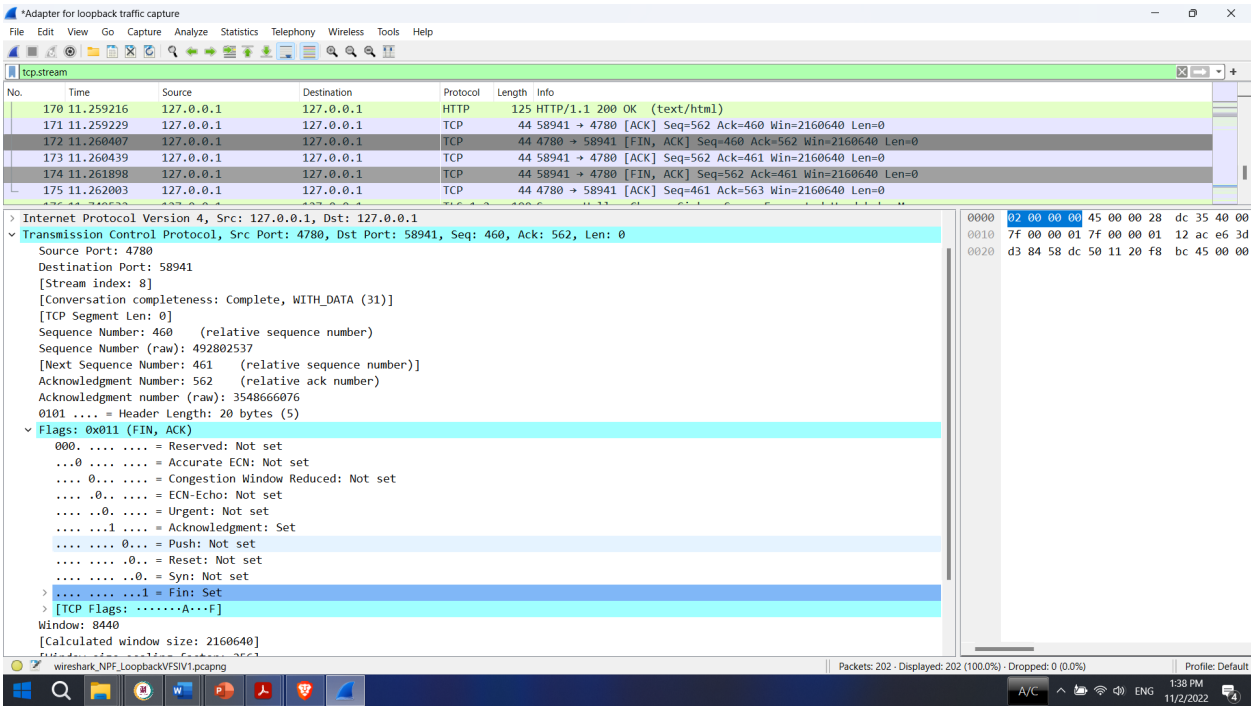 *Adapter for loopback traffic capture
File Edit View Go Capture Analyze Statistics Telephony Wireless Tools Help
tcp.stream
No. Time Source Destination Protocol Length Info
170 11.259216 127.0.0.1 127.0.0.1 HTTP 125 HTTP/1.1 200 OK (text/html)
171 11.259229 127.0.0.1 127.0.0.1 TCP 44 58941 → 4780 [ACK] Seq=562 Ack=460 Win=2160640 Len=0
172 11.260407 127.0.0.1 127.0.0.1 TCP 44 4780 → 58941 [FIN, ACK] Seq=460 Ack=562 Win=2160640 Len=0
173 11.260439 127.0.0.1 127.0.0.1 TCP 44 58941 → 4780 [ACK] Seq=562 Ack=461 Win=2160640 Len=0
174 11.261898 127.0.0.1 127.0.0.1 TCP 44 58941 → 4780 [FIN, ACK] Seq=562 Ack=461 Win=2160640 Len=0
175 11.262003 127.0.0.1 127.0.0.1 TCP 44 4780 → 58941 [ACK] Seq=461 Ack=563 Win=2160640 Len=0
Internet Protocol Version 4, Src: 127.0.0.1, Dst: 127.0.0.1
Transmission Control Protocol, Src Port: 4780, Dst Port: 58941, Seq: 460, Ack: 562, Len: 0
Source Port: 4780
Destination Port: 58941
[Stream index: 8]
[Conversation completeness: Complete, WITH_DATA (31)]
[TCP Segment Len: 0]
Sequence Number: 460 (relative sequence number)
Sequence Number (raw): 492802537
[Next Sequence Number: 461 (relative sequence number)]
Acknowledgment Number: 562 (relative ack number)
Acknowledgment number (raw): 3548666076
0101 .... = Header Length: 20 bytes (5)
Flags: 0x011 (FIN, ACK)
000. .... .... = Reserved: Not set
...0 .... .... = Accurate ECN: Not set
.... 0... .... = Congestion Window Reduced: Not set
.... .0.. .... = ECN-Echo: Not set
.... ..0. .... = Urgent: Not set
.... ...1 .... = Acknowledgment: Set
.... .... 0... = Push: Not set
.... .... .0.. = Reset: Not set
.... .... ..0. = Syn: Not set
.... .... ...1 = Fin: Set
[TCP Flags: ·······A···F]
Window: 8440
[Calculated window size: 2160640]
0000 02 00 00 00 45 00 00 28 dc 35 40 00
0010 7f 00 00 01 7f 00 00 01 12 ac e6 3d
0020 d3 84 58 dc 50 11 20 f8 bc 45 00 00
wireshark_NPF_LoopbackVFSIV1.pcapng
Packets: 202 · Displayed: 202 (100.0%) · Dropped: 0 (0.0%)
Profile: Default
A/C
ENG
1:38 PM
11/2/2022
4